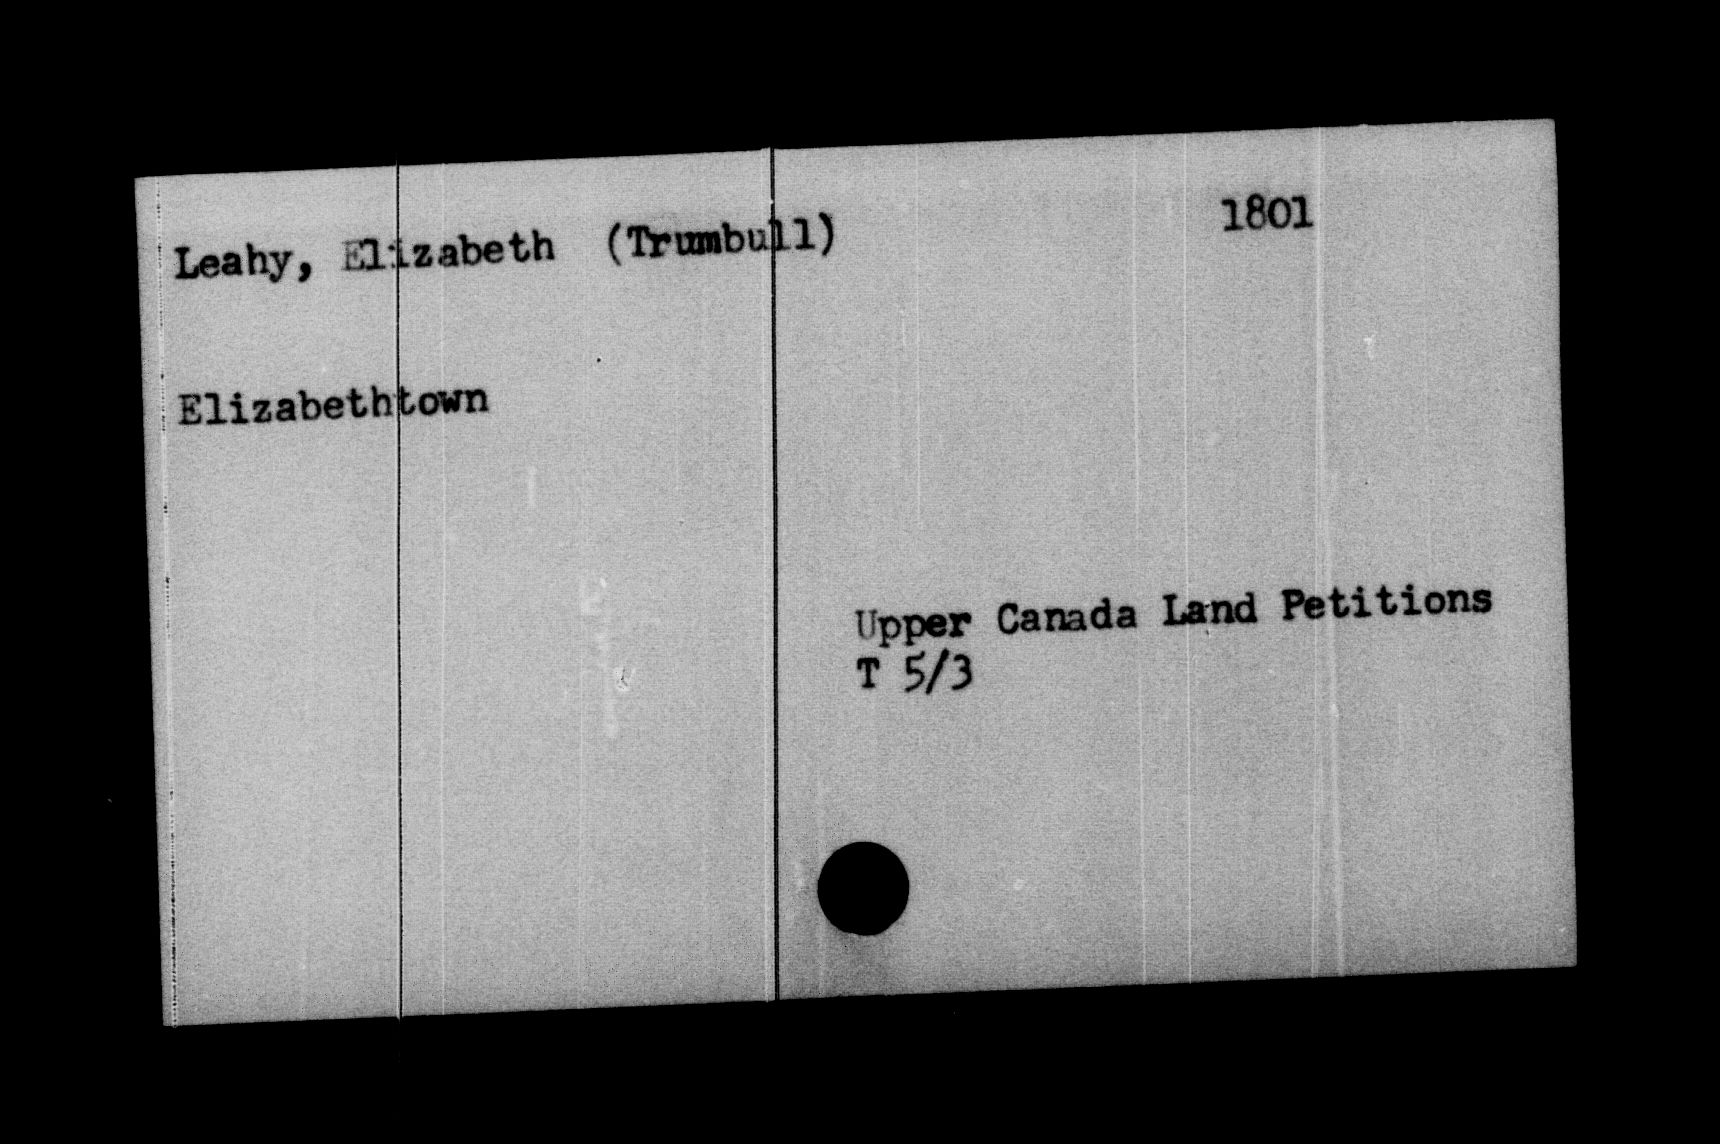 Leahy, Elizabeth (Trumbull) 1801
Elizabethtown
Upper Canada Land Petitions
T 5/3